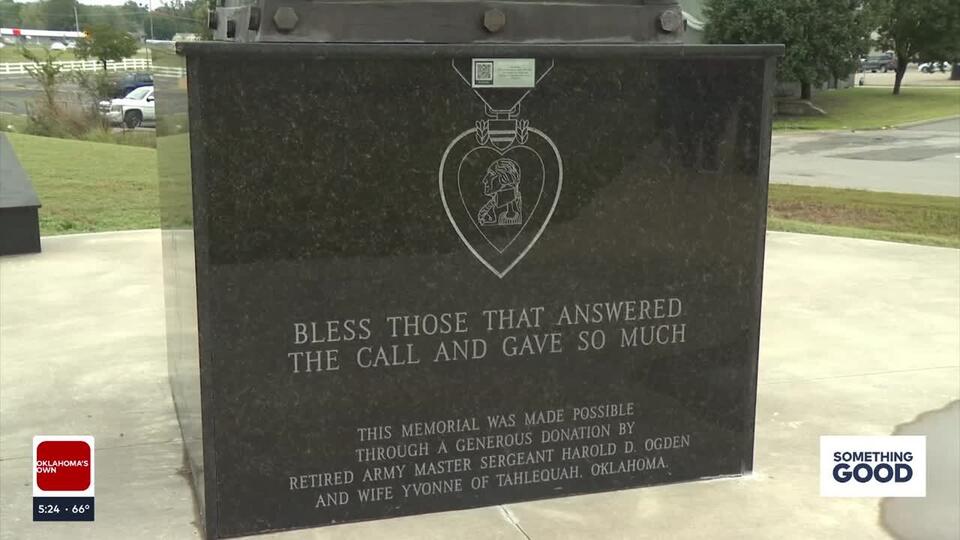 BLESS THOSE THAT ANSWERED
THE CALL AND GAVE SO MUCH
THIS MEMORIAL WAS MADE POSSIBLE
THROUGH A GENEROUS DONATION BY
RETIRED ARMY MASTER SERGEANT HAROLD D. OGDEN
AND WIFE YVONNE OF TAHLEQUAH, OKLAHOMA.
OKLAHOMA'S
OWN
5:24 • 66°
SOMETHING
GOOD